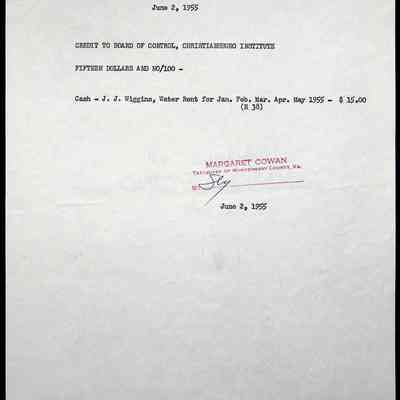 June 2, 1955
CREDIT TO BOARD OF CONTROL, CHRISTIANSBURG INSTITUTE
FIFTEEN DOLLARS AND NO/100 -
Cash - J. J. Wiggins, Water Rent for Jan. Feb. Mar. Apr. May 1955 - $ 15.00
(R 38)
MARGARET COWAN
TREASURER OF MONTGOMERY COUNTY, VA.
BY
June 2, 1955